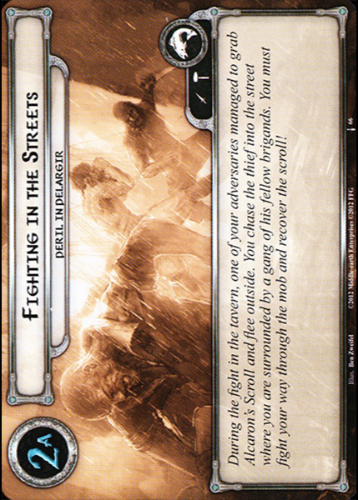 2A
FIGHTING IN THE STREETS
PERIL IN PELARGIR
During the fight in the tavern, one of your adversaries managed to grab
Alcaron's Scroll and flee outside. You chase the thief into the street
where you are surrounded by a gang of his fellow brigands. You must
fight your way through the mob and recover the scroll!
Illus. Ben Zweifel ©2012 Middle-earth Enterprises ©2012 FFG 66